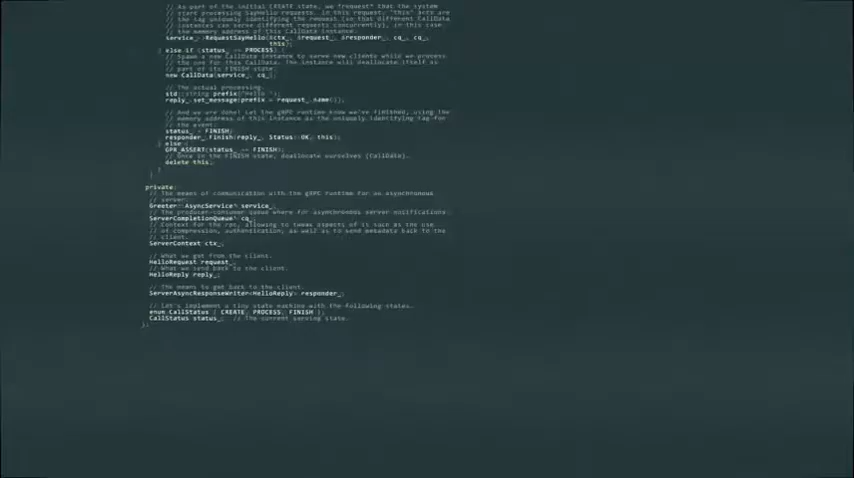 // As part of the initial CREATE state, we *request* that the system
// start processing SayHello requests. In this request, "this" acts are
// the tag uniquely identifying the request (so that different CallData
// instances can serve different requests concurrently), in this case
// the memory address of this CallData instance.
service_->RequestSayHello(&ctx_, &request_, &responder_, cq_, cq_,
this);
} else if (status_ == PROCESS) {
// Spawn a new CallData instance to serve new clients while we process
// the one for this CallData. The instance will deallocate itself as
// part of its FINISH state.
new CallData(service_, cq_);
// The actual processing.
std::string prefix("Hello ");
reply_.set_message(prefix + request_.name());
// And we are done! Let the gRPC runtime know we've finished, using the
// memory address of this instance as the uniquely identifying tag for
// the event.
status_ = FINISH;
responder_.Finish(reply_, Status::OK, this);
} else {
GPR_ASSERT(status_ == FINISH);
// Once in the FINISH state, deallocate ourselves (CallData).
delete this;
}
}
private:
// The means of communication with the gRPC runtime for an asynchronous
// server.
Greeter::AsyncService* service_;
// The producer-consumer queue where for asynchronous server notifications.
ServerCompletionQueue* cq_;
// Context for the rpc, allowing to tweak aspects of it such as the use
// of compression, authentication, as well as to send metadata back to the
// client.
ServerContext ctx_;
// What we get from the client.
HelloRequest request_;
// What we send back to the client.
HelloReply reply_;
// The means to get back to the client.
ServerAsyncResponseWriter<HelloReply> responder_;
// Let's implement a tiny state machine with the following states.
enum CallStatus { CREATE, PROCESS, FINISH };
CallStatus status_; // The current serving state.
};